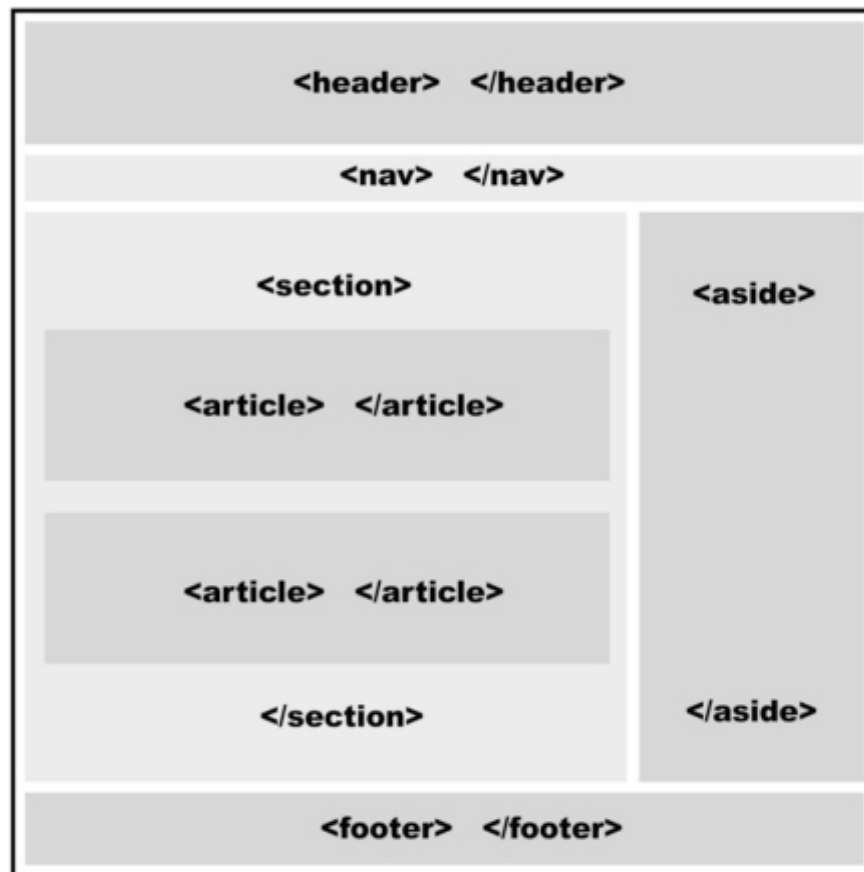 <header> </header>
<nav> </nav>
<section>
<article> </article>
<article> </article>
</section>
<aside>
</aside>
<footer> </footer>